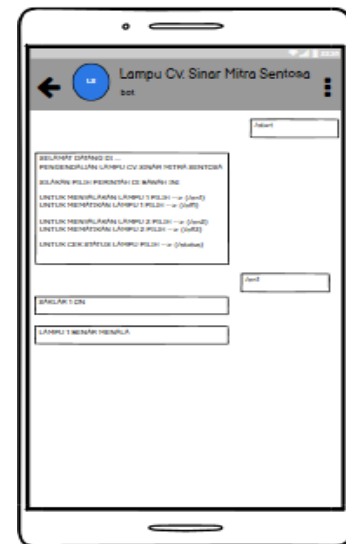 LS
Lampu Cv. Sinar Mitra Sentosa
bot
/start
SELAMAT DATANG DI ...
PENGENDALIAN LAMPU CV SINAR MITRA SENTOSA
SILAKAN PILIH PERINTAH DI BAWAH INI
UNTUK MENYALAKAN LAMPU 1 PILIH --> (/on1)
UNTUK MEMATIKAN LAMPU 1 PILIH --> (/off1)
UNTUK MENYALAKAN LAMPU 2 PILIH --> (/on2)
UNTUK MEMATIKAN LAMPU 2 PILIH --> (/off2)
UNTUK CEK STATUS LAMPU PILIH --> (/status)
/on1
SAKLAR 1 ON
LAMPU 1 BENAR MENALA